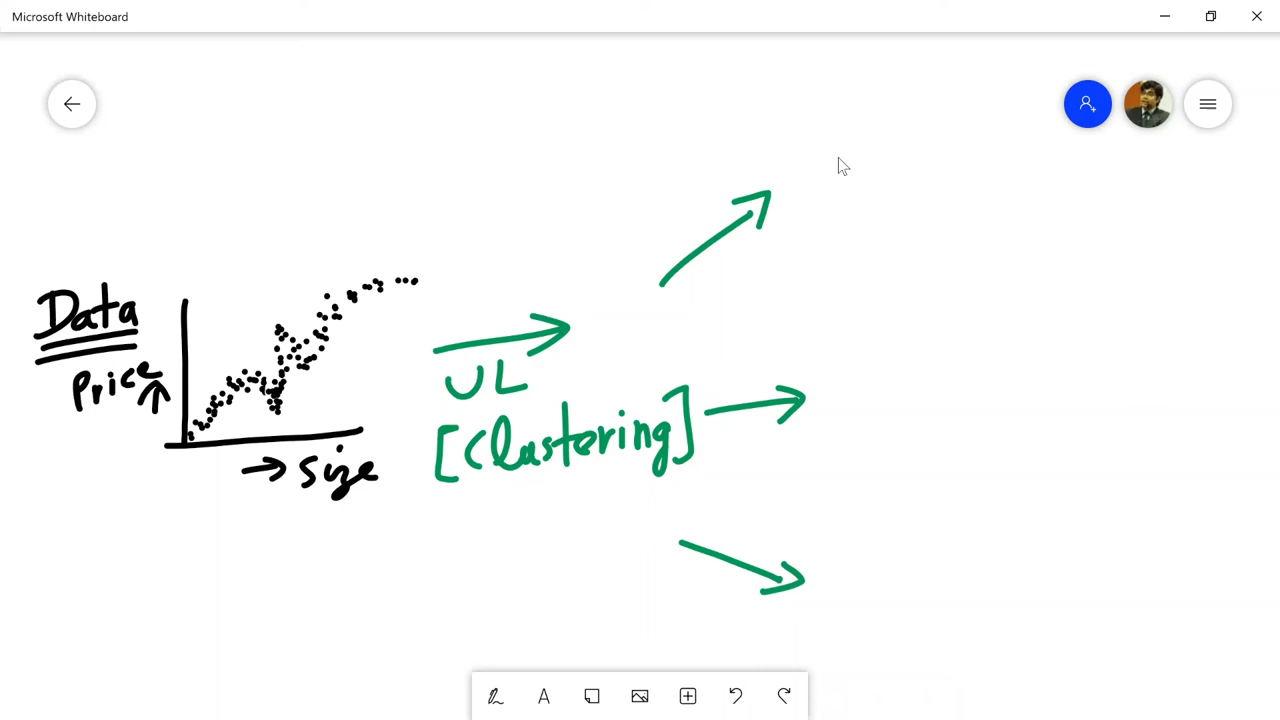 Microsoft Whiteboard
Data
Price
Size
UL
[Clustering]